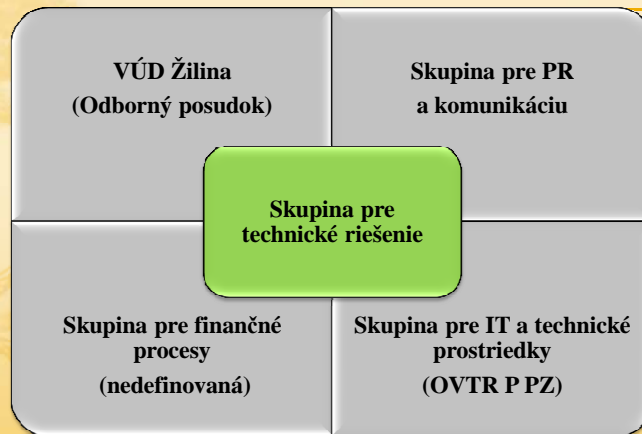 VÚD Žilina
(Odborný posudok)
Skupina pre PR
a komunikáciu
Skupina pre
technické riešenie
Skupina pre finančné
procesy
(nedefinovaná)
Skupina pre IT a technické
prostriedky
(OVTR P PZ)